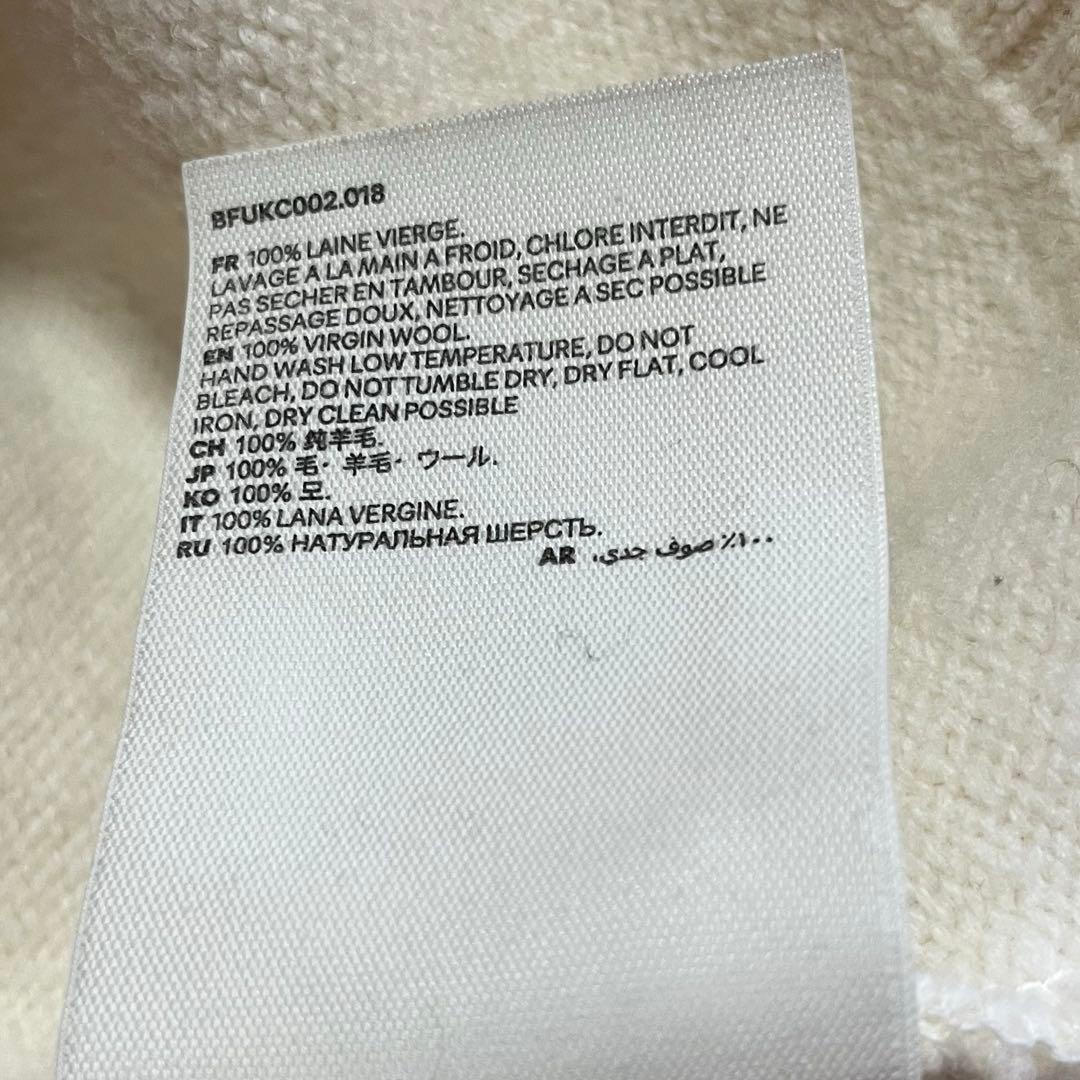 BFUKC002.018
FR 100% LAINE VIERGE.
LAVAGE A LA MAIN A FROID, CHLORE INTERDIT, NE
PAS SECHER EN TAMBOUR, SECHAGE A PLAT,
REPASSAGE DOUX, NETTOYAGE A SEC POSSIBLE
EN 100% VIRGIN WOOL.
HAND WASH LOW TEMPERATURE, DO NOT
BLEACH, DO NOT TUMBLE DRY, DRY FLAT, COOL
IRON, DRY CLEAN POSSIBLE
CH 100% 纯羊毛.
JP 100% 毛・羊毛・ウール.
KO 100% 모.
IT 100% LANA VERGINE.
RU 100% НАТУРАЛЬНАЯ ШЕРСТЬ.
AR ١٠٠٪ صوف جدي.